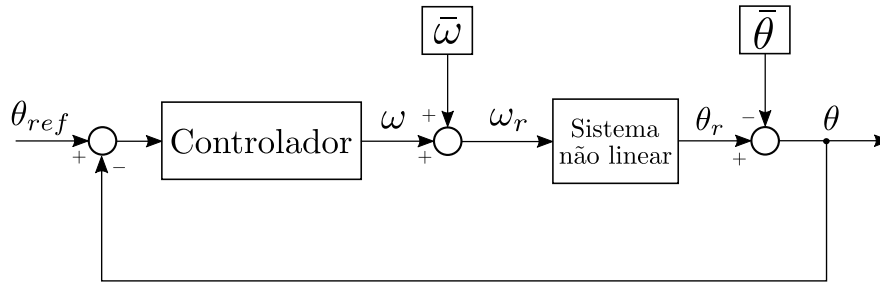 ω̄
θ̄
θ_ref
+
−
Controlador
ω
+
+
ω_r
Sistema
não linear
θ_r
−
+
θ